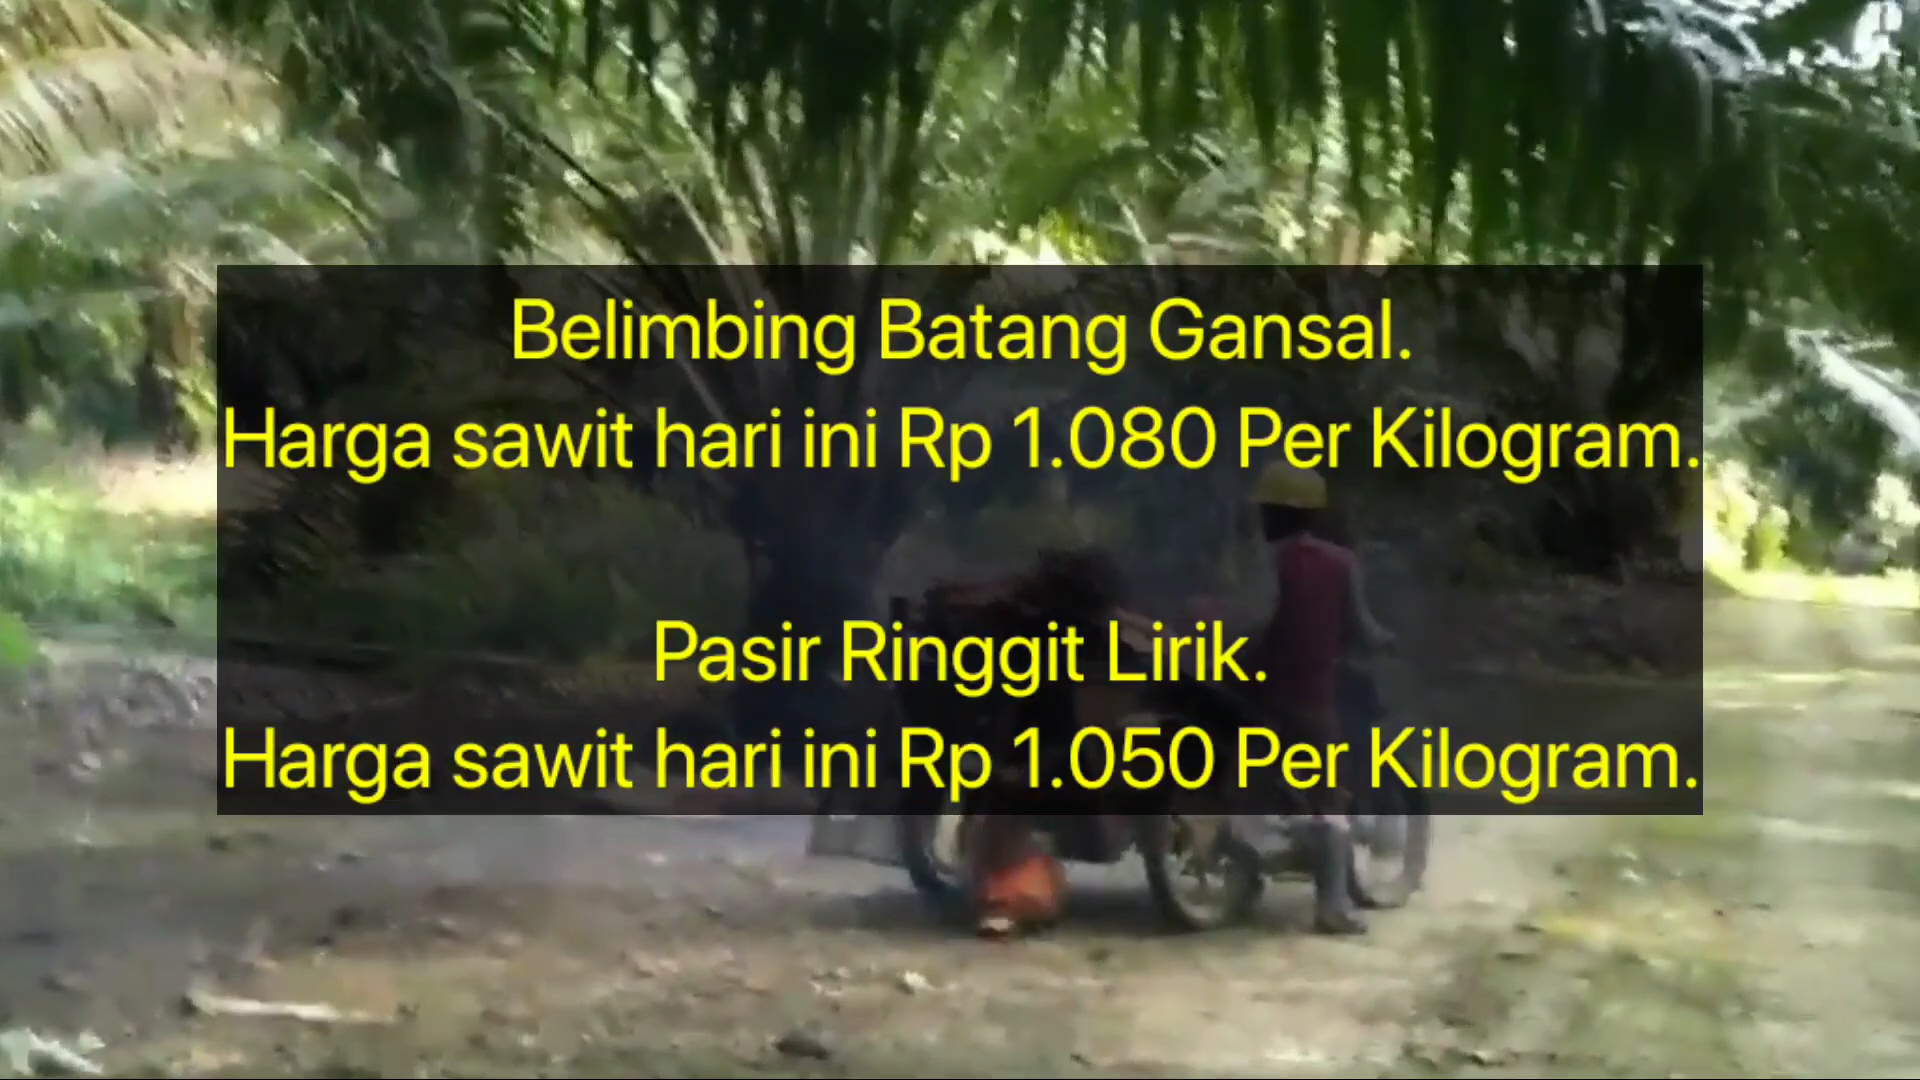 Belimbing Batang Gansal.
Harga sawit hari ini Rp 1.080 Per Kilogram.
Pasir Ringgit Lirik.
Harga sawit hari ini Rp 1.050 Per Kilogram.